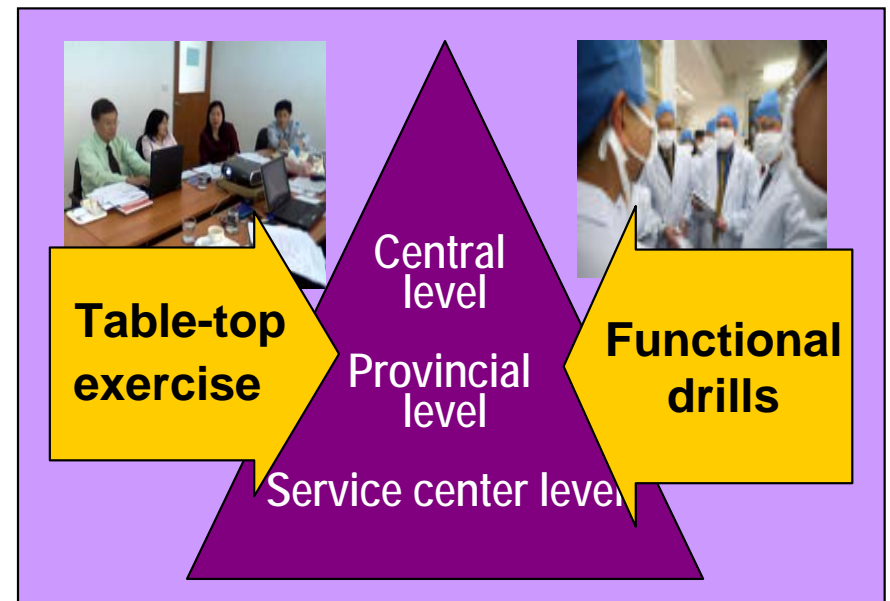 Table-top
exercise
Central
level
Provincial
level
Service center level
Functional
drills